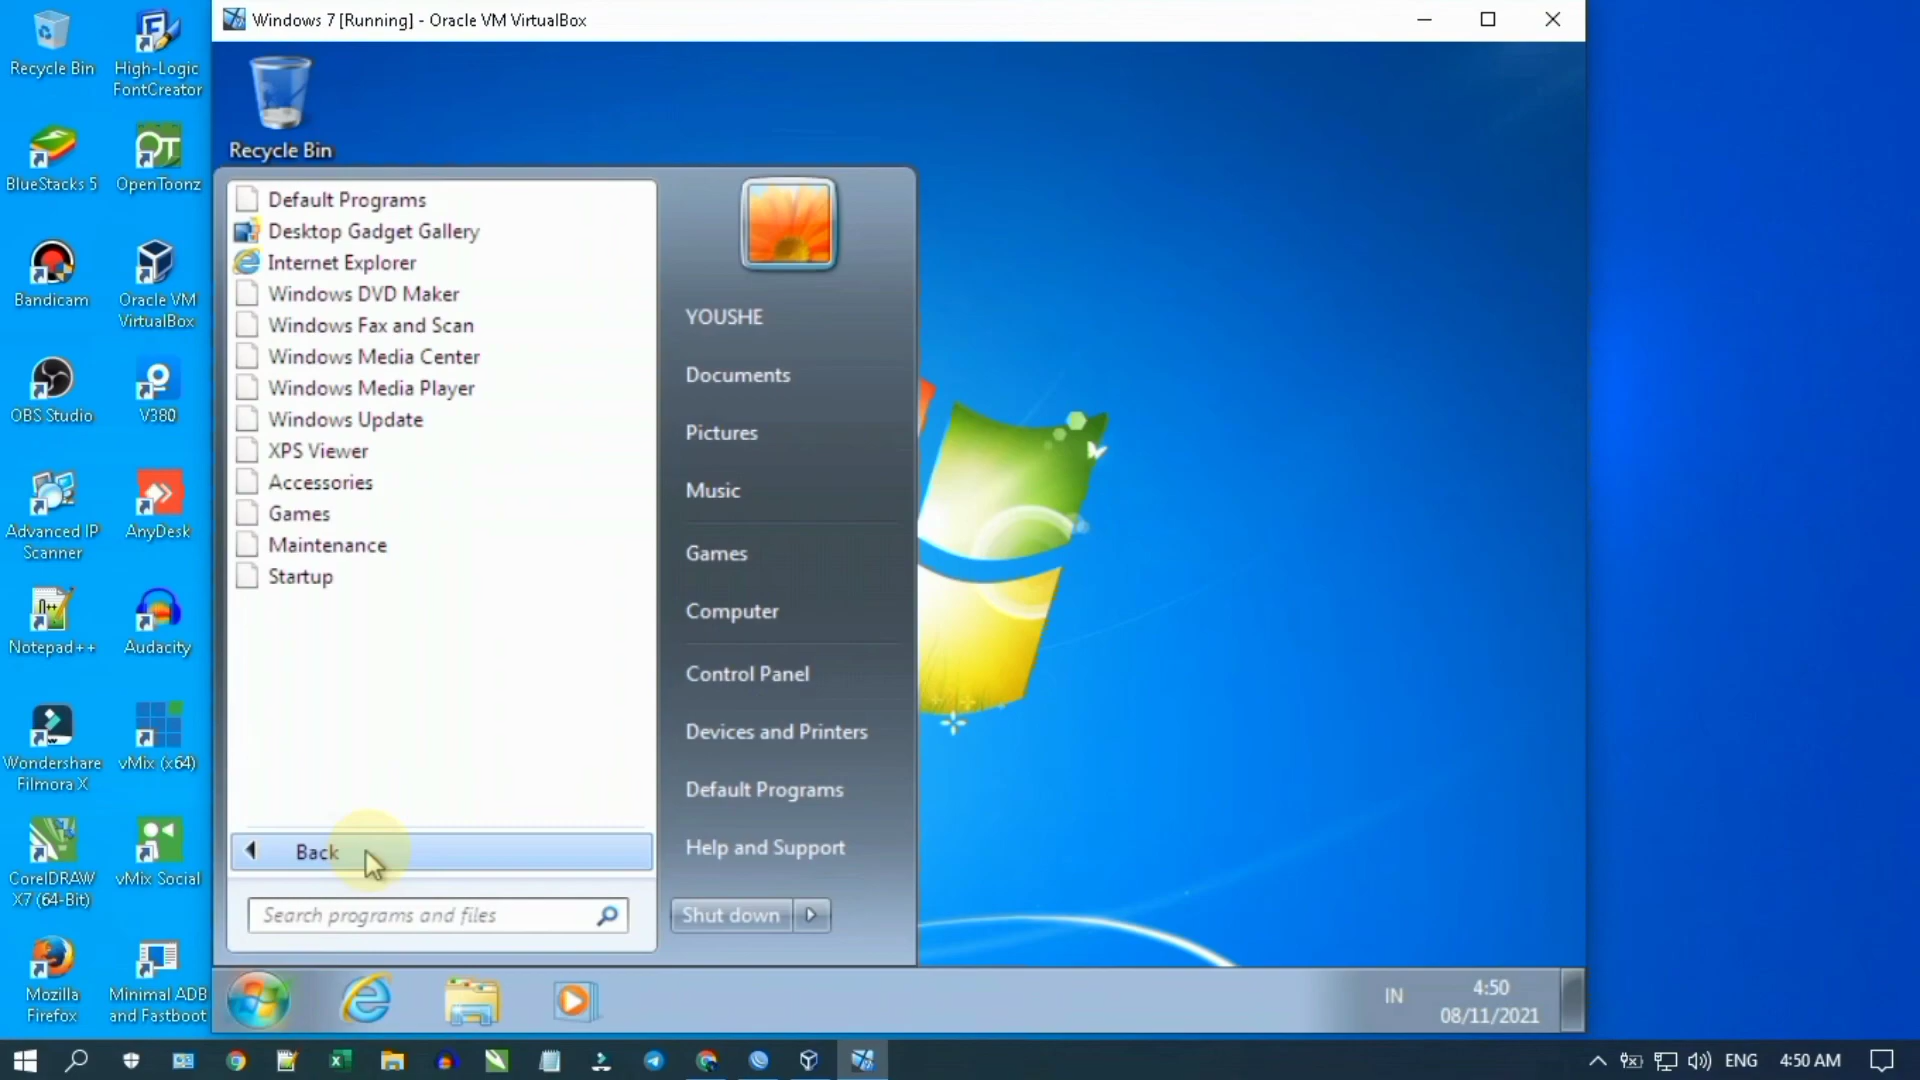 Windows 7 [Running] - Oracle VM VirtualBox
Recycle Bin
High-Logic
FontCreator
BlueStacks 5
OpenToonz
Bandicam
Oracle VM
VirtualBox
OBS Studio
V380
Advanced IP
Scanner
AnyDesk
Notepad++
Audacity
Wondershare
Filmora X
vMix (x64)
CorelDRAW
X7 (64-Bit)
vMix Social
Mozilla
Firefox
Minimal ADB
and Fastboot
Recycle Bin
Default Programs
Desktop Gadget Gallery
Internet Explorer
Windows DVD Maker
Windows Fax and Scan
Windows Media Center
Windows Media Player
Windows Update
XPS Viewer
Accessories
Games
Maintenance
Startup
Back
Search programs and files
YOUSHE
Documents
Pictures
Music
Games
Computer
Control Panel
Devices and Printers
Default Programs
Help and Support
Shut down
IN
4:50
08/11/2021
ENG
4:50 AM